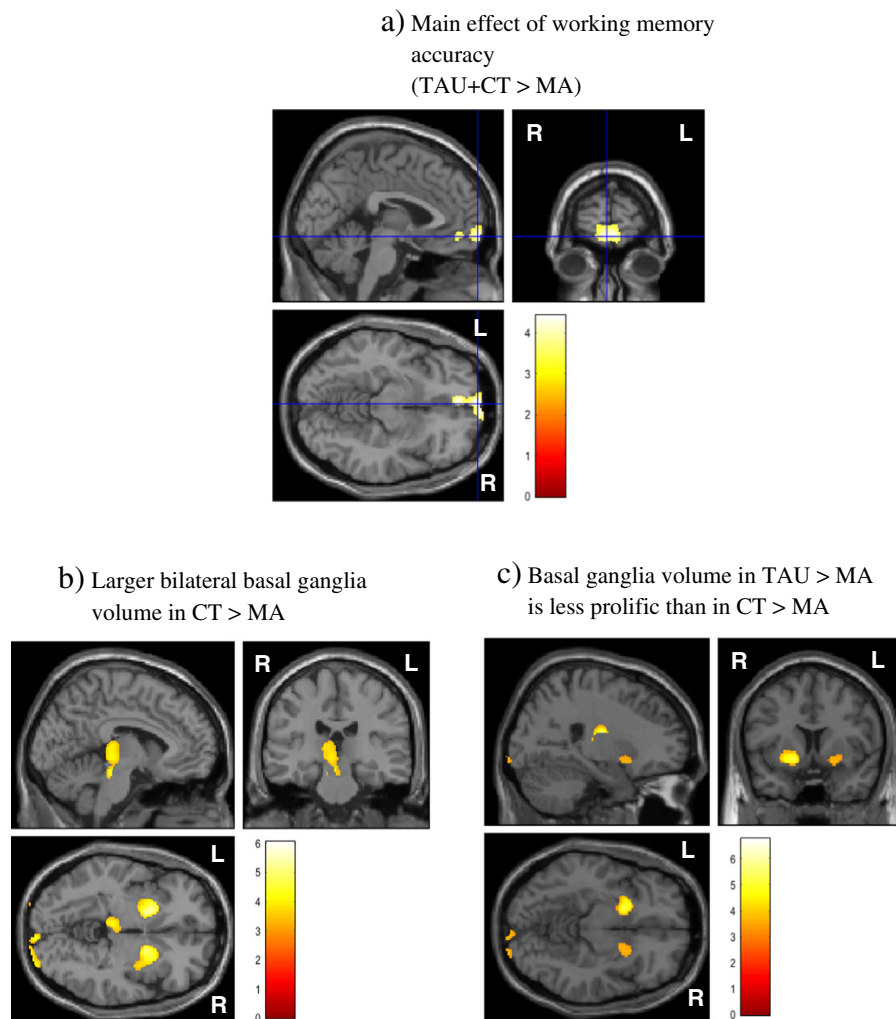 a) Main effect of working memory
accuracy
(TAU+CT > MA)
R L
L
R
4
3
2
1
0
b) Larger bilateral basal ganglia
volume in CT > MA
R L
L
R
6
5
4
3
2
1
0
c) Basal ganglia volume in TAU > MA
is less prolific than in CT > MA
R L
L
R
6
5
4
3
2
1
0